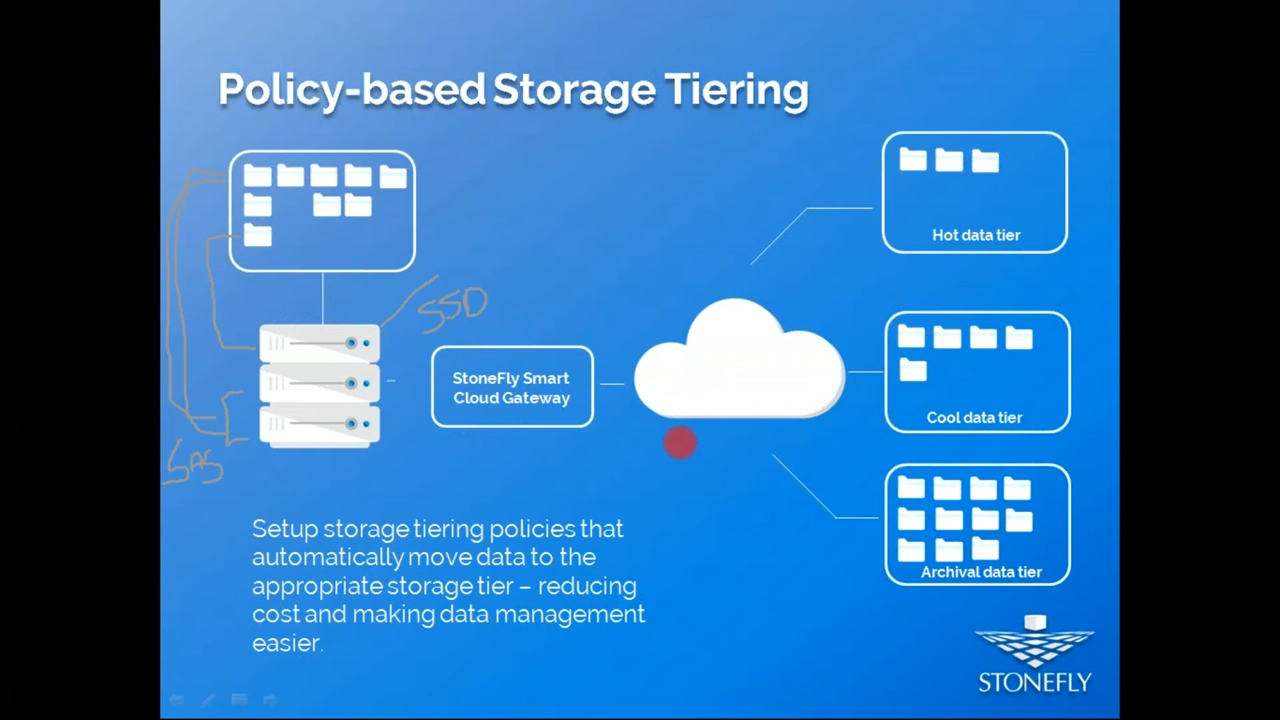 Policy-based Storage Tiering
Hot data tier
SSD
StoneFly Smart
Cloud Gateway
Cool data tier
SAS
Setup storage tiering policies that
automatically move data to the
appropriate storage tier – reducing
cost and making data management
easier.
Archival data tier
STONEFLY